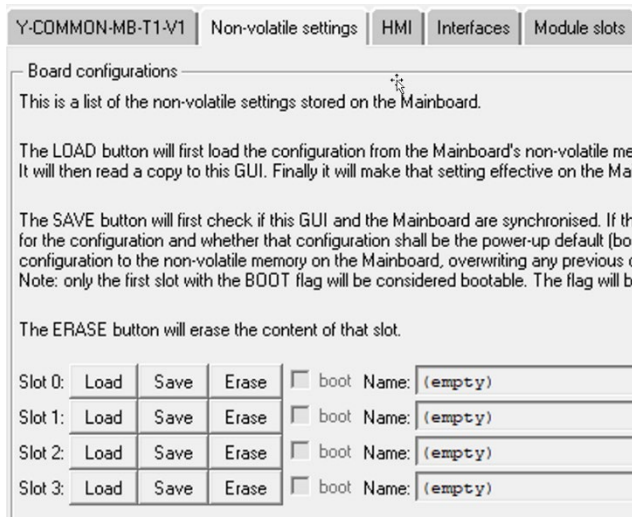 Y-COMMON-MB-T1-V1 Non-volatile settings HMI Interfaces Module slots
Board configurations
This is a list of the non-volatile settings stored on the Mainboard.
The LOAD button will first load the configuration from the Mainboard's non-volatile me
It will then read a copy to this GUI. Finally it will make that setting effective on the Ma
The SAVE button will first check if this GUI and the Mainboard are synchronised. If th
for the configuration and whether that configuration shall be the power-up default (bo
configuration to the non-volatile memory on the Mainboard, overwriting any previous c
Note: only the first slot with the BOOT flag will be considered bootable. The flag will b
The ERASE button will erase the content of that slot.
Slot 0: Load Save Erase boot Name: (empty)
Slot 1: Load Save Erase boot Name: (empty)
Slot 2: Load Save Erase boot Name: (empty)
Slot 3: Load Save Erase boot Name: (empty)